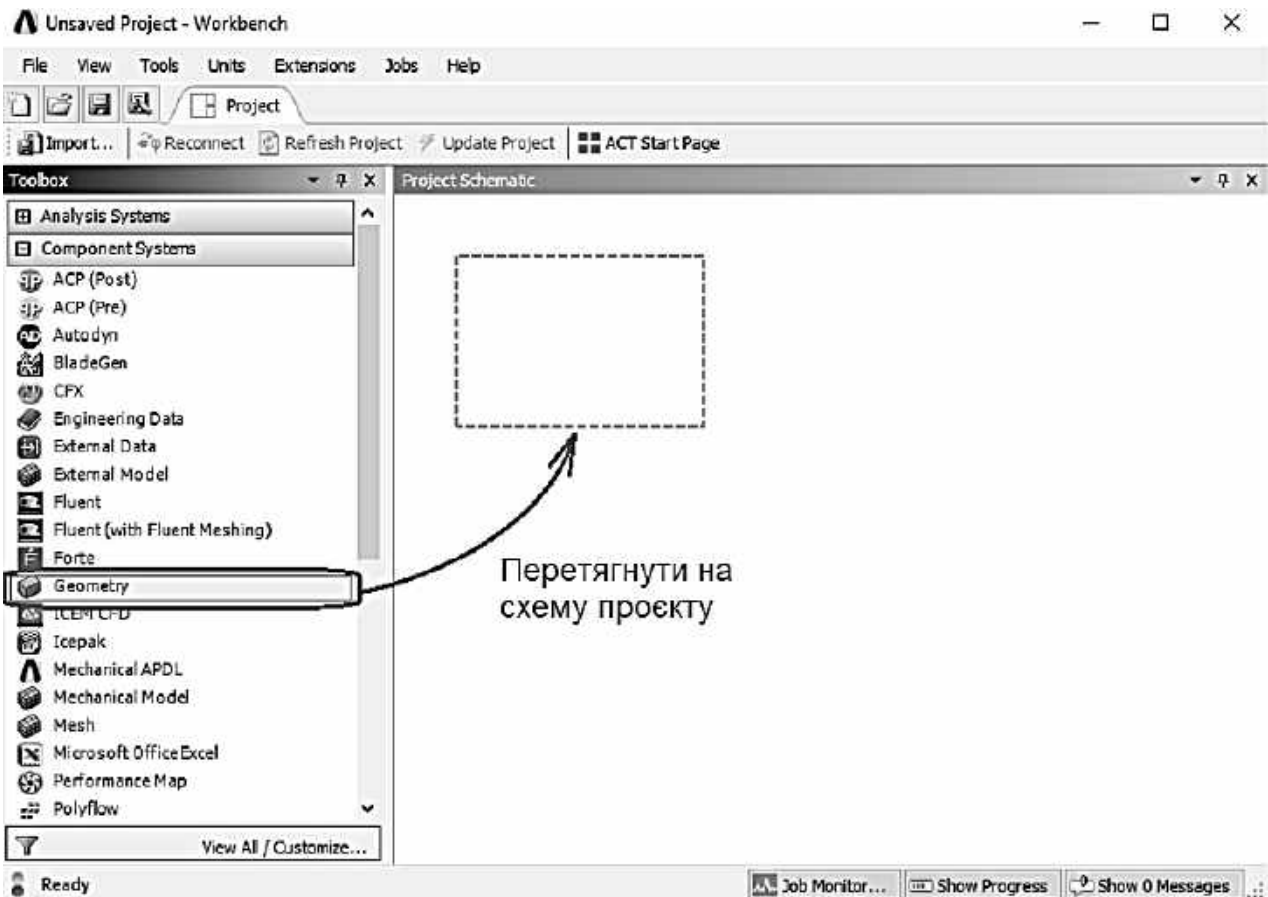 Unsaved Project - Workbench
File View Tools Units Extensions Jobs Help
Project
Import... Reconnect Refresh Project Update Project ACT Start Page
Toolbox
Project Schematic
Analysis Systems
Component Systems
ACP (Post)
ACP (Pre)
Autodyn
BladeGen
CFX
Engineering Data
External Data
External Model
Fluent
Fluent (with Fluent Meshing)
Forte
Geometry
ICEM CFD
Icepak
Mechanical APDL
Mechanical Model
Mesh
Microsoft Office Excel
Performance Map
Polyflow
View All / Customize...
Перетягнути на
схему проєкту
Ready
Job Monitor... Show Progress Show 0 Messages